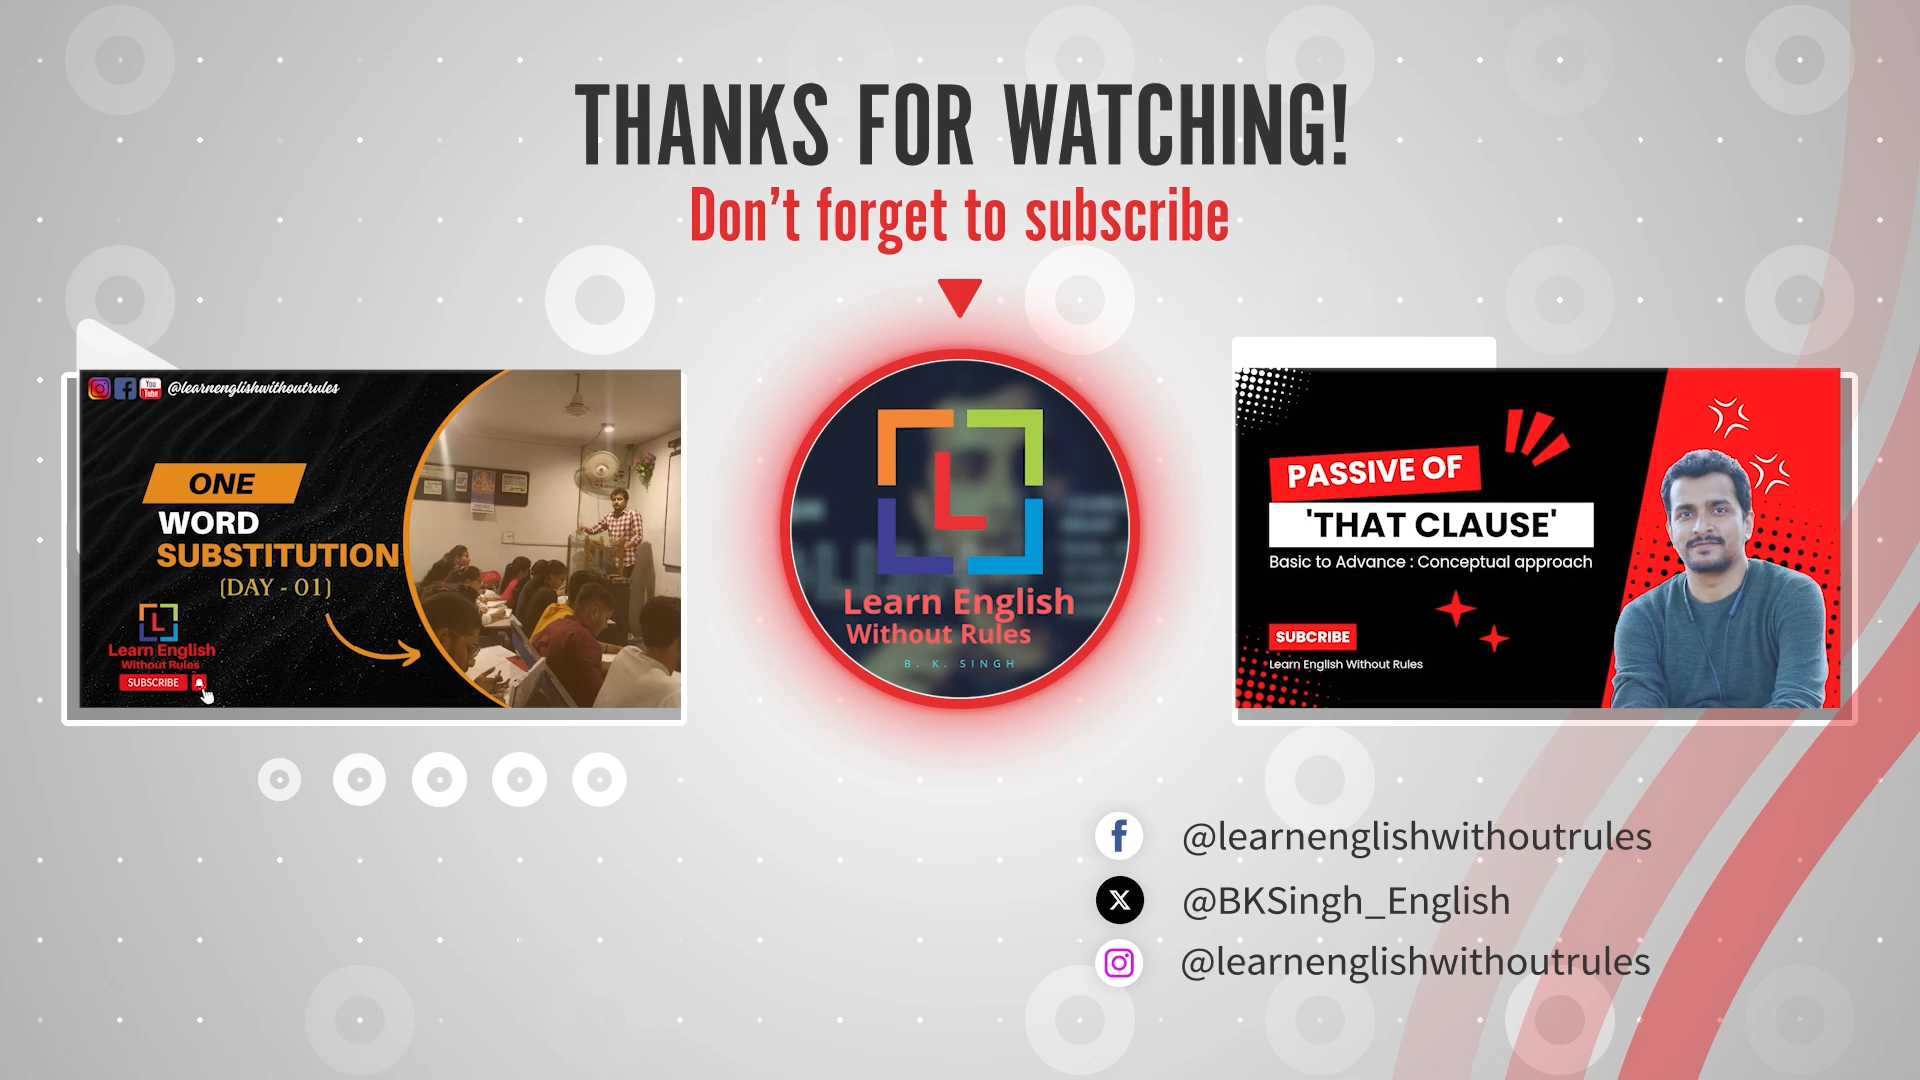 THANKS FOR WATCHING!
Don't forget to subscribe
You
Tube
@learnenglishwithoutrules
ONE
WORD
SUBSTITUTION
(DAY - 01)
L
Learn English
Without Rules
SUBSCRIBE
L
Learn English
Without Rules
B. K. SINGH
PASSIVE OF
'THAT CLAUSE'
Basic to Advance : Conceptual approach
SUBCRIBE
Learn English Without Rules
@learnenglishwithoutrules
@BKSingh_English
@learnenglishwithoutrules